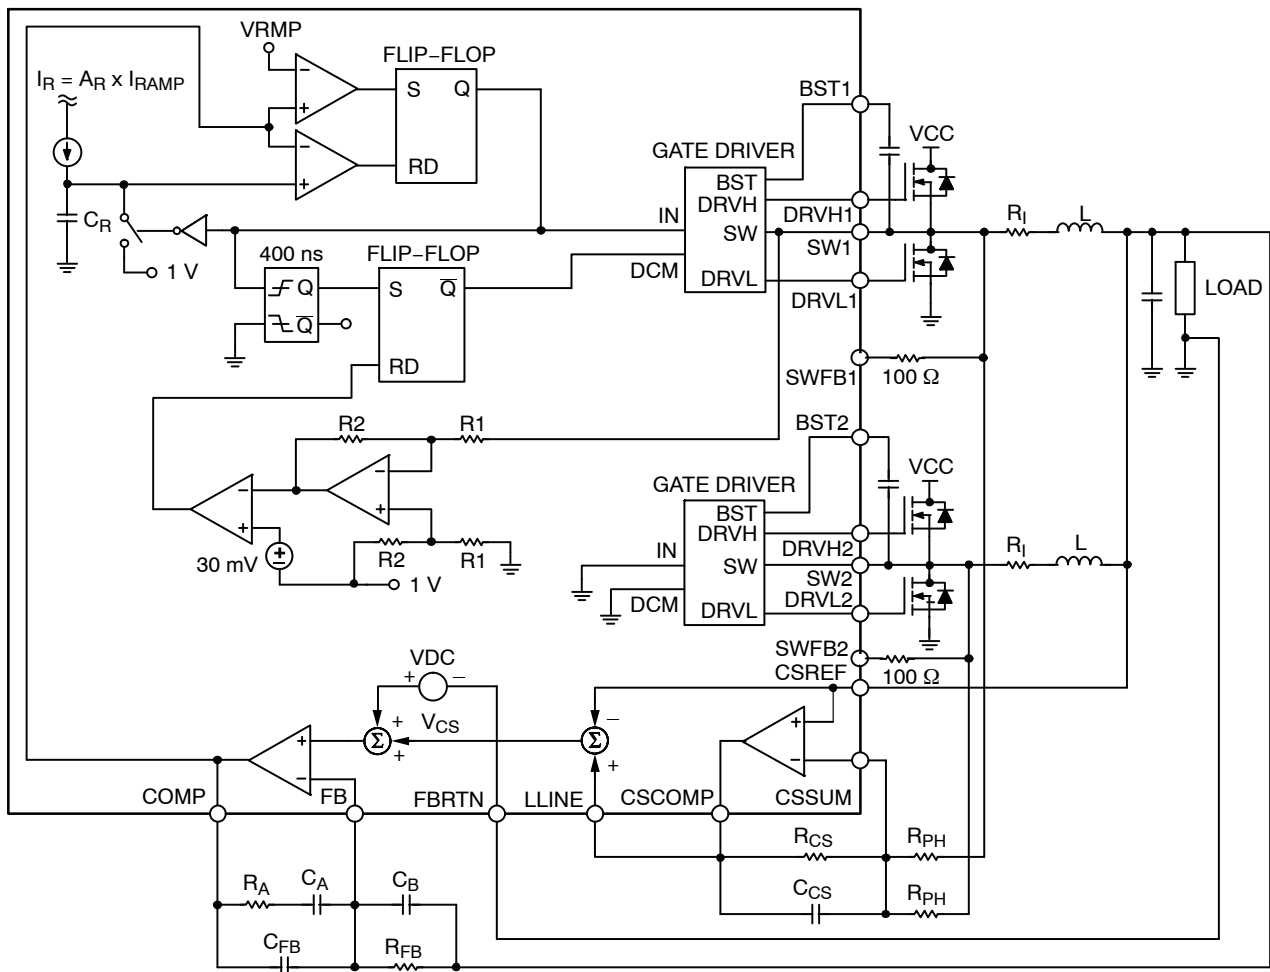 VRMP
FLIP−FLOP
I_R = A_R x I_RAMP
−
+
S Q
BST1
−
+
RD
VCC
GATE DRIVER
BST
DRVH
DRVH1
C_R
IN
SW
SW1
R_I
L
1 V
400 ns
FLIP−FLOP
DCM
DRVL
DRVL1
LOAD
Q
S Q̅
Q̅
RD
SWFB1
100 Ω
R2
R1
BST2
−
−
+
+
VCC
GATE DRIVER
BST
DRVH
DRVH2
30 mV
+
−
R2
R1
IN
SW
SW2
R_I
L
1 V
DCM
DRVL
DRVL2
SWFB2
100 Ω
VDC
+
−
CSREF
V_CS
+
Σ
+
−
Σ
+
+
−
+
−
COMP
FB
FBRTN
LLINE
CSCOMP
CSSUM
R_CS
R_PH
R_A
C_A
C_B
C_CS
R_PH
C_FB
R_FB